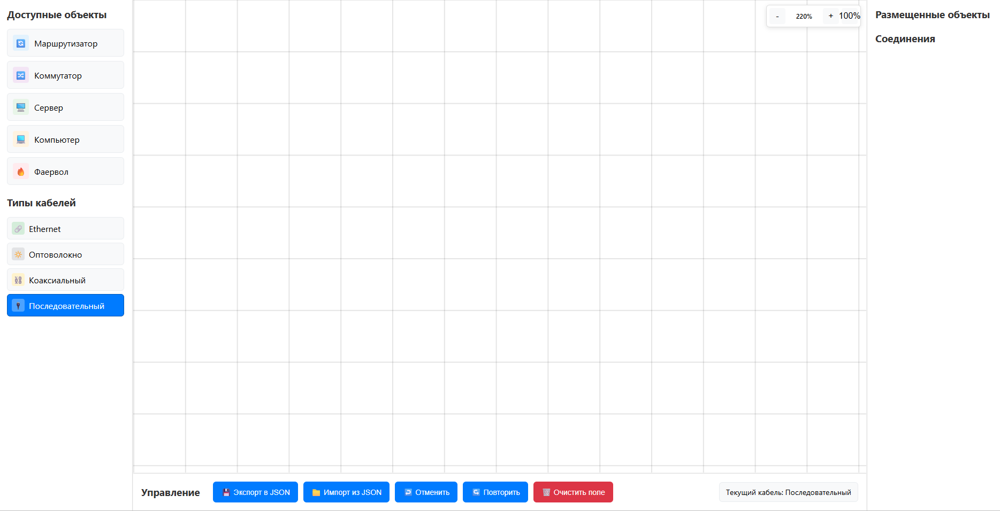 Доступные объекты
Маршрутизатор
Коммутатор
Сервер
Компьютер
Фаервол
Типы кабелей
Ethernet
Оптоволокно
Коаксиальный
Последовательный
- 220% + 100%
Управление
Экспорт в JSON
Импорт из JSON
Отменить
Повторить
Очистить поле
Текущий кабель: Последовательный
Размещенные объекты
Соединения